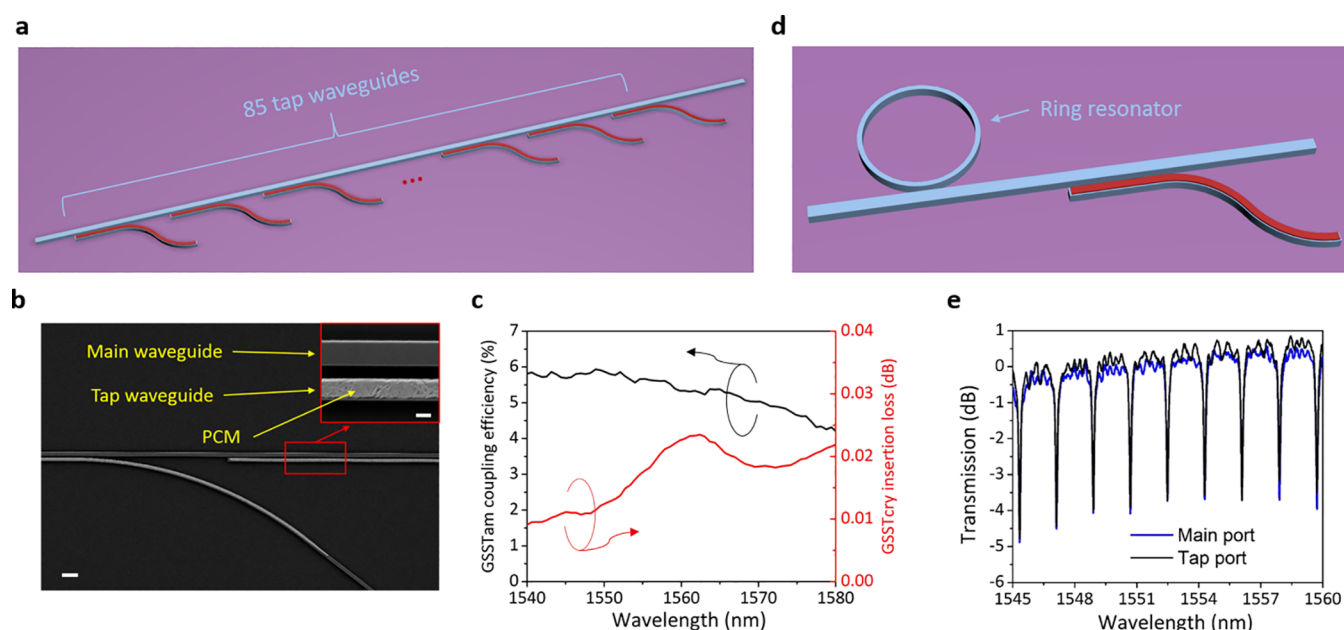 a
85 tap waveguides
d
Ring resonator
b
Main waveguide
Tap waveguide
PCM
c
GSSTam coupling efficiency (%)
7
6
5
4
3
2
1
0
1540
1550
1560
1570
1580
Wavelength (nm)
0.04
0.03
0.02
0.01
0.00
GSSTcry insertion loss (dB)
e
Transmission (dB)
1
0
-1
-2
-3
-4
-5
-6
Main port
Tap port
1545
1548
1551
1554
1557
1560
Wavelength (nm)